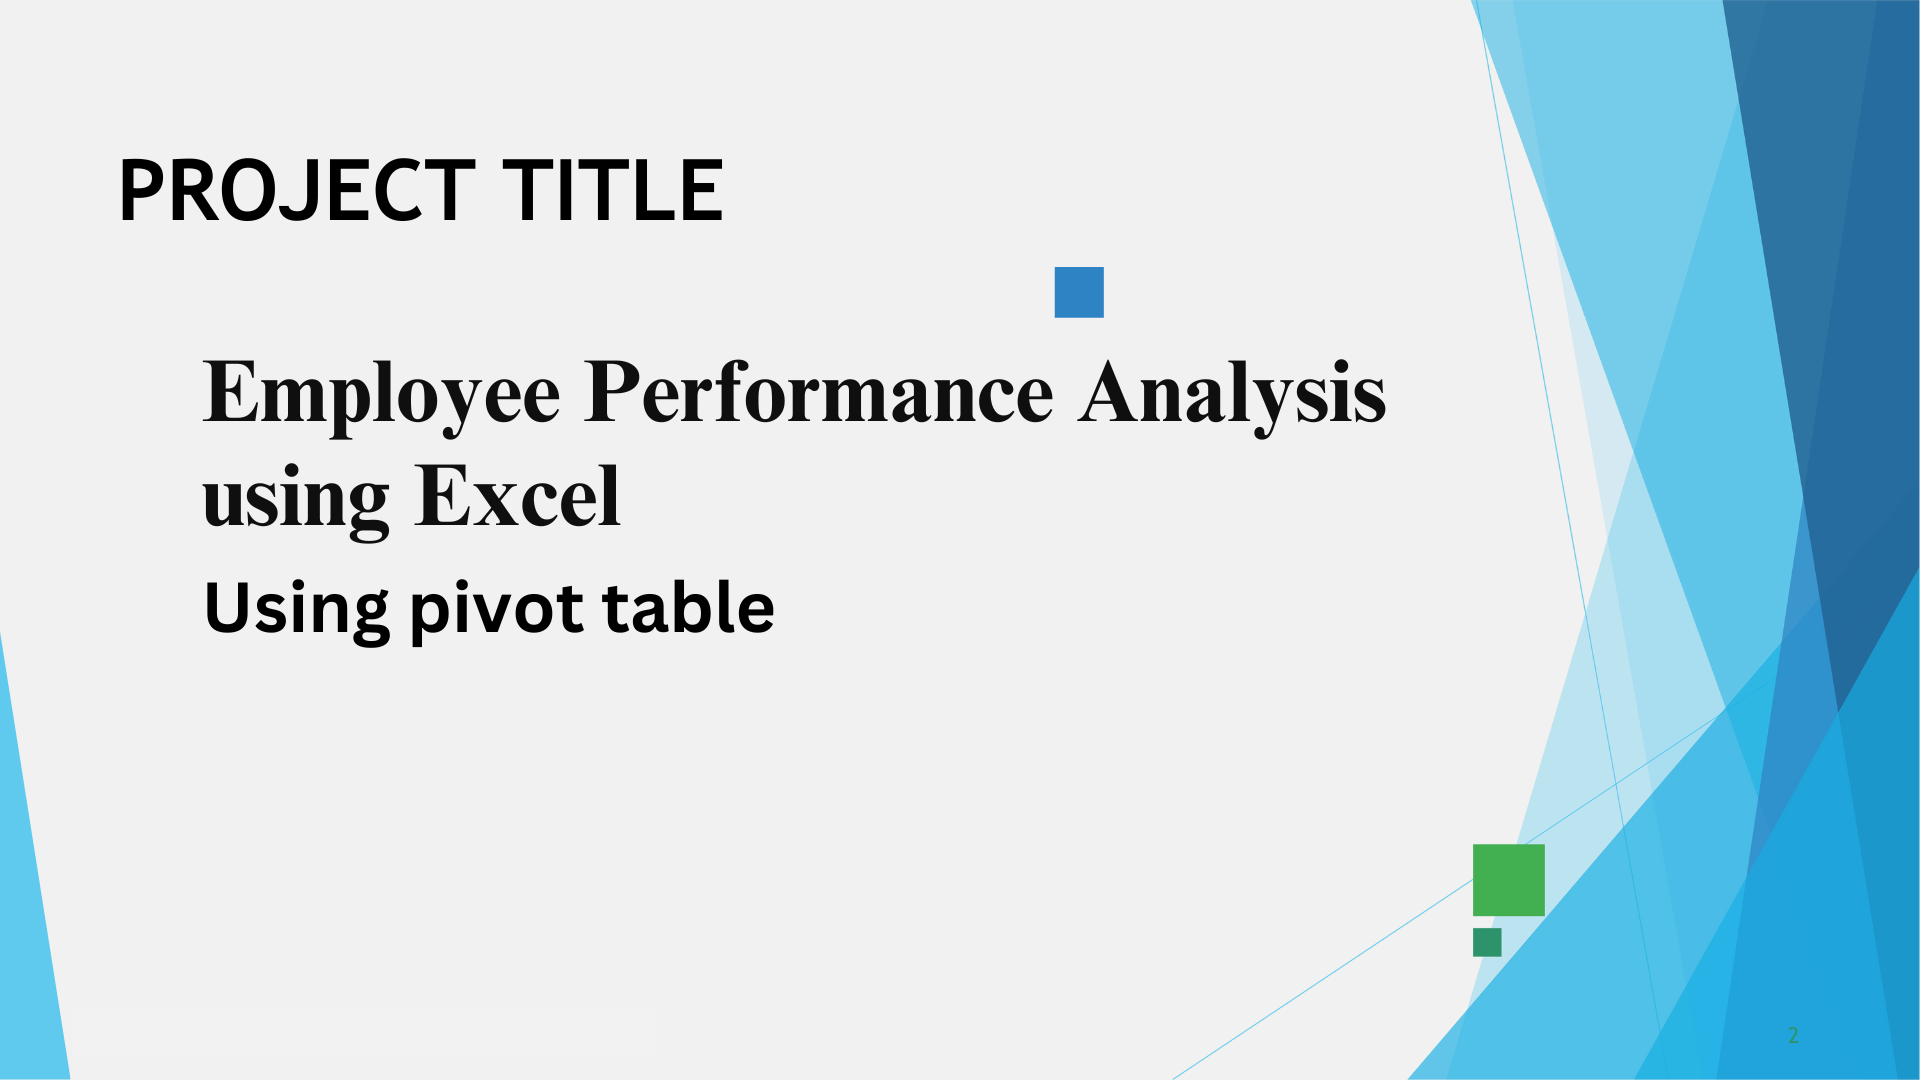 PROJECT TITLE
Employee Performance Analysis
using Excel
Using pivot table
2